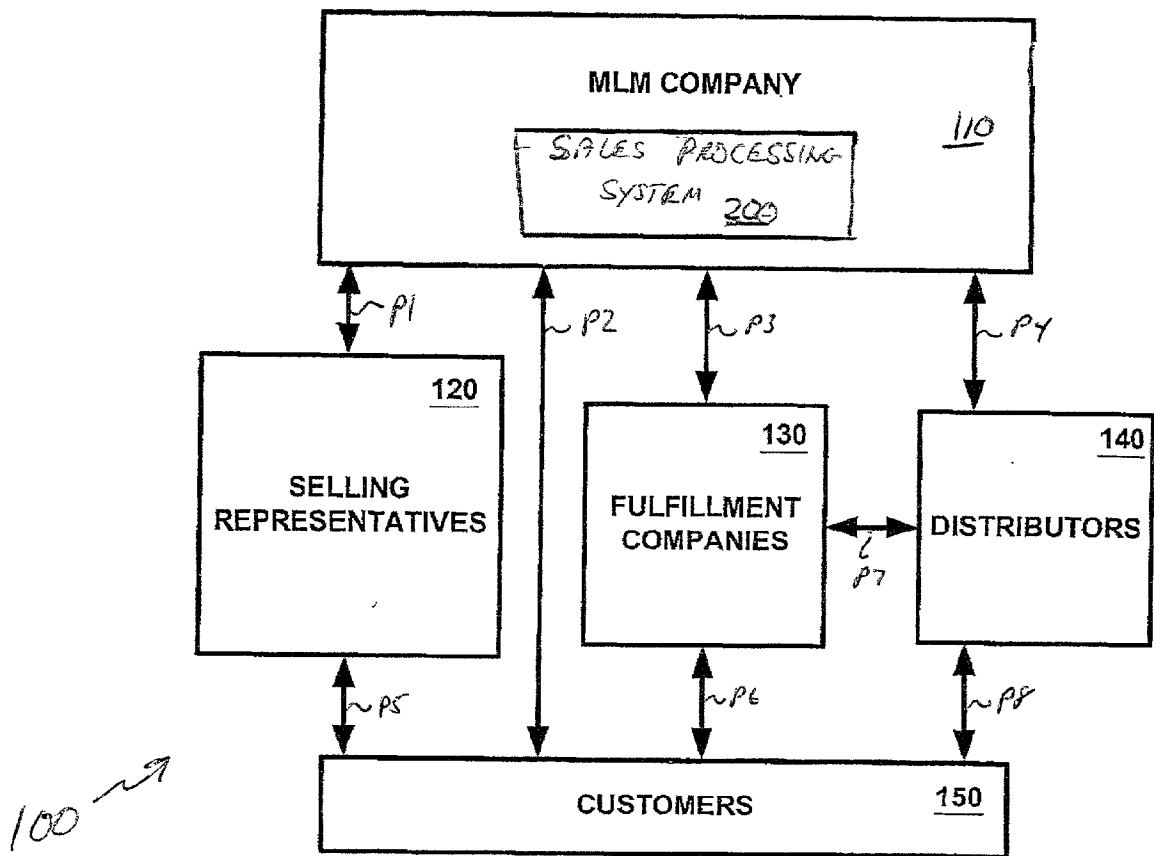 MLM COMPANY
110
SALES PROCESSING
SYSTEM 200
P1
P2
P3
P4
120
SELLING
REPRESENTATIVES
130
FULFILLMENT
COMPANIES
140
DISTRIBUTORS
P7
P5
P6
P8
CUSTOMERS 150
100